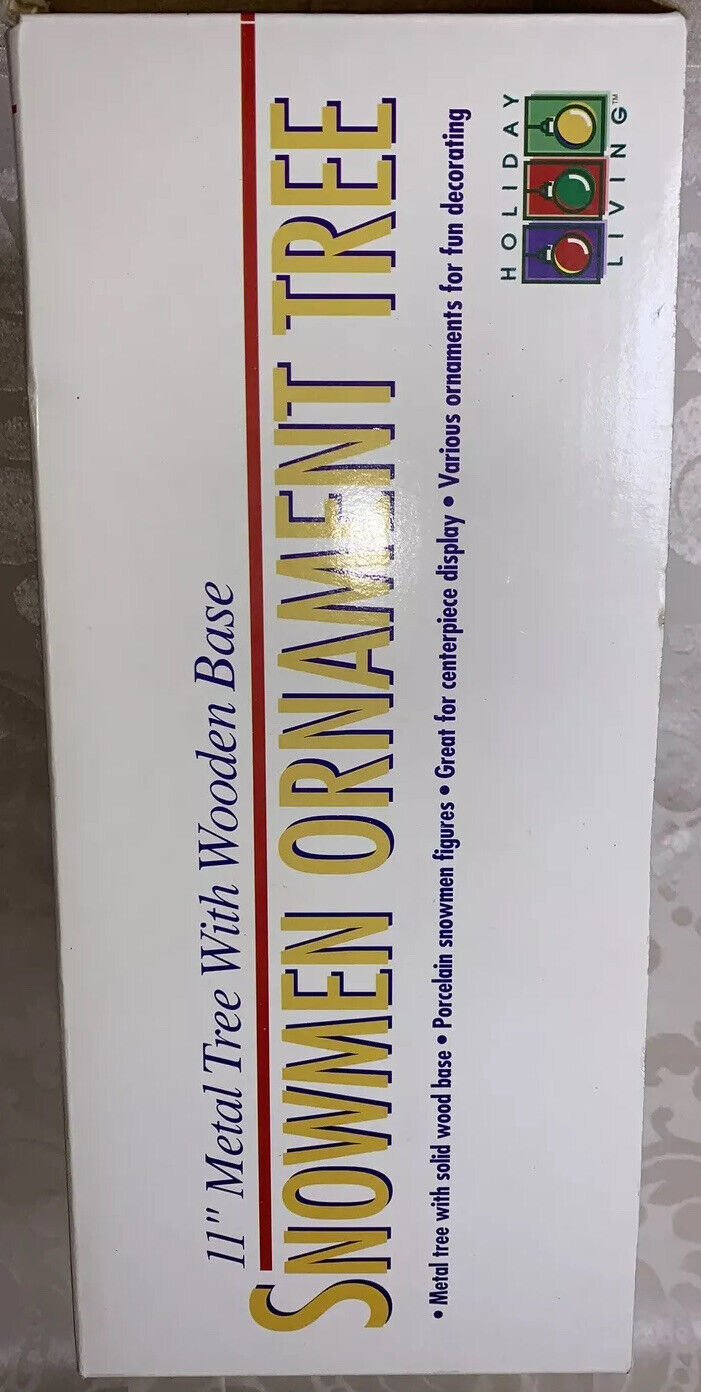 11" Metal Tree With Wooden Base
SNOWMEN ORNAMENT TREE
• Metal tree with solid wood base • Porcelain snowmen figures • Great for centerpiece display • Various ornaments for fun decorating
HOLIDAY
LIVING™